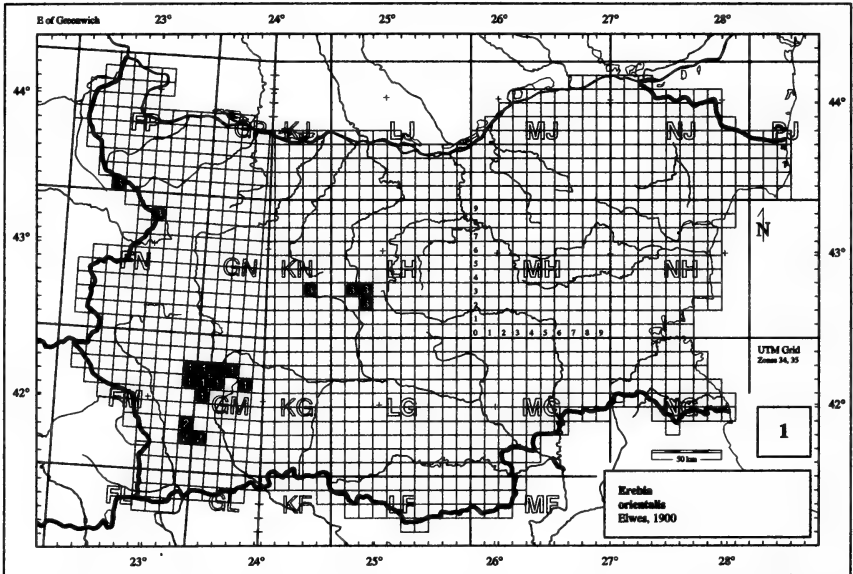 E of Greenwich 23° 24° 25° 26° 27° 28°
44° 44°
FP GP KJ LJ MJ NJ PJ
43° 43°
N
FN GN KN LH MH NH
9
7
6
5
4
3
2
1
0 1 2 3 4 5 6 7 8 9
UTM Grid
Zones 34, 35
42° 42°
FM GM KG LG MG NG
1
50 km
FL GL KF LF MF
Erebia
orientalis
Elwes, 1900
23° 24° 25° 26° 27° 28°